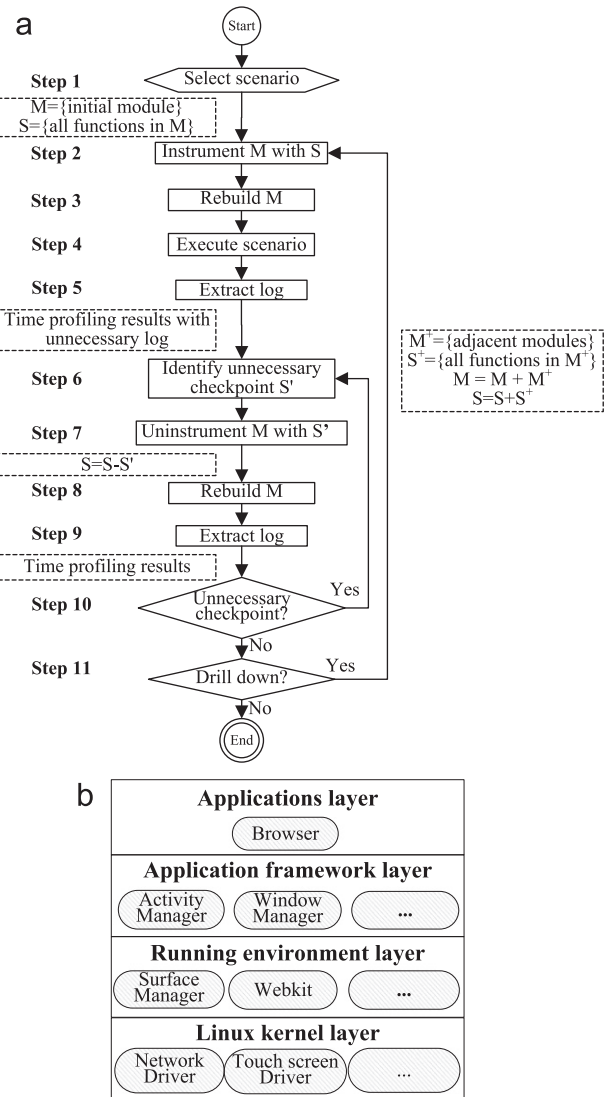 a
Start
Step 1
Select scenario
M={initial module}
S={all functions in M}
Step 2
Instrument M with S
Step 3
Rebuild M
Step 4
Execute scenario
Step 5
Extract log
Time profiling results with
unnecessary log
M+={adjacent modules}
S+={all functions in M+}
M = M + M+
S=S+S+
Step 6
Identify unnecessary
checkpoint S'
Step 7
Uninstrument M with S’
S=S-S'
Step 8
Rebuild M
Step 9
Extract log
Time profiling results
Step 10
Unnecessary
checkpoint?
Yes
No
Step 11
Drill down?
Yes
No
End
b
Applications layer
Browser
Application framework layer
Activity
Manager
Window
Manager
...
Running environment layer
Surface
Manager
Webkit
...
Linux kernel layer
Network
Driver
Touch screen
Driver
...